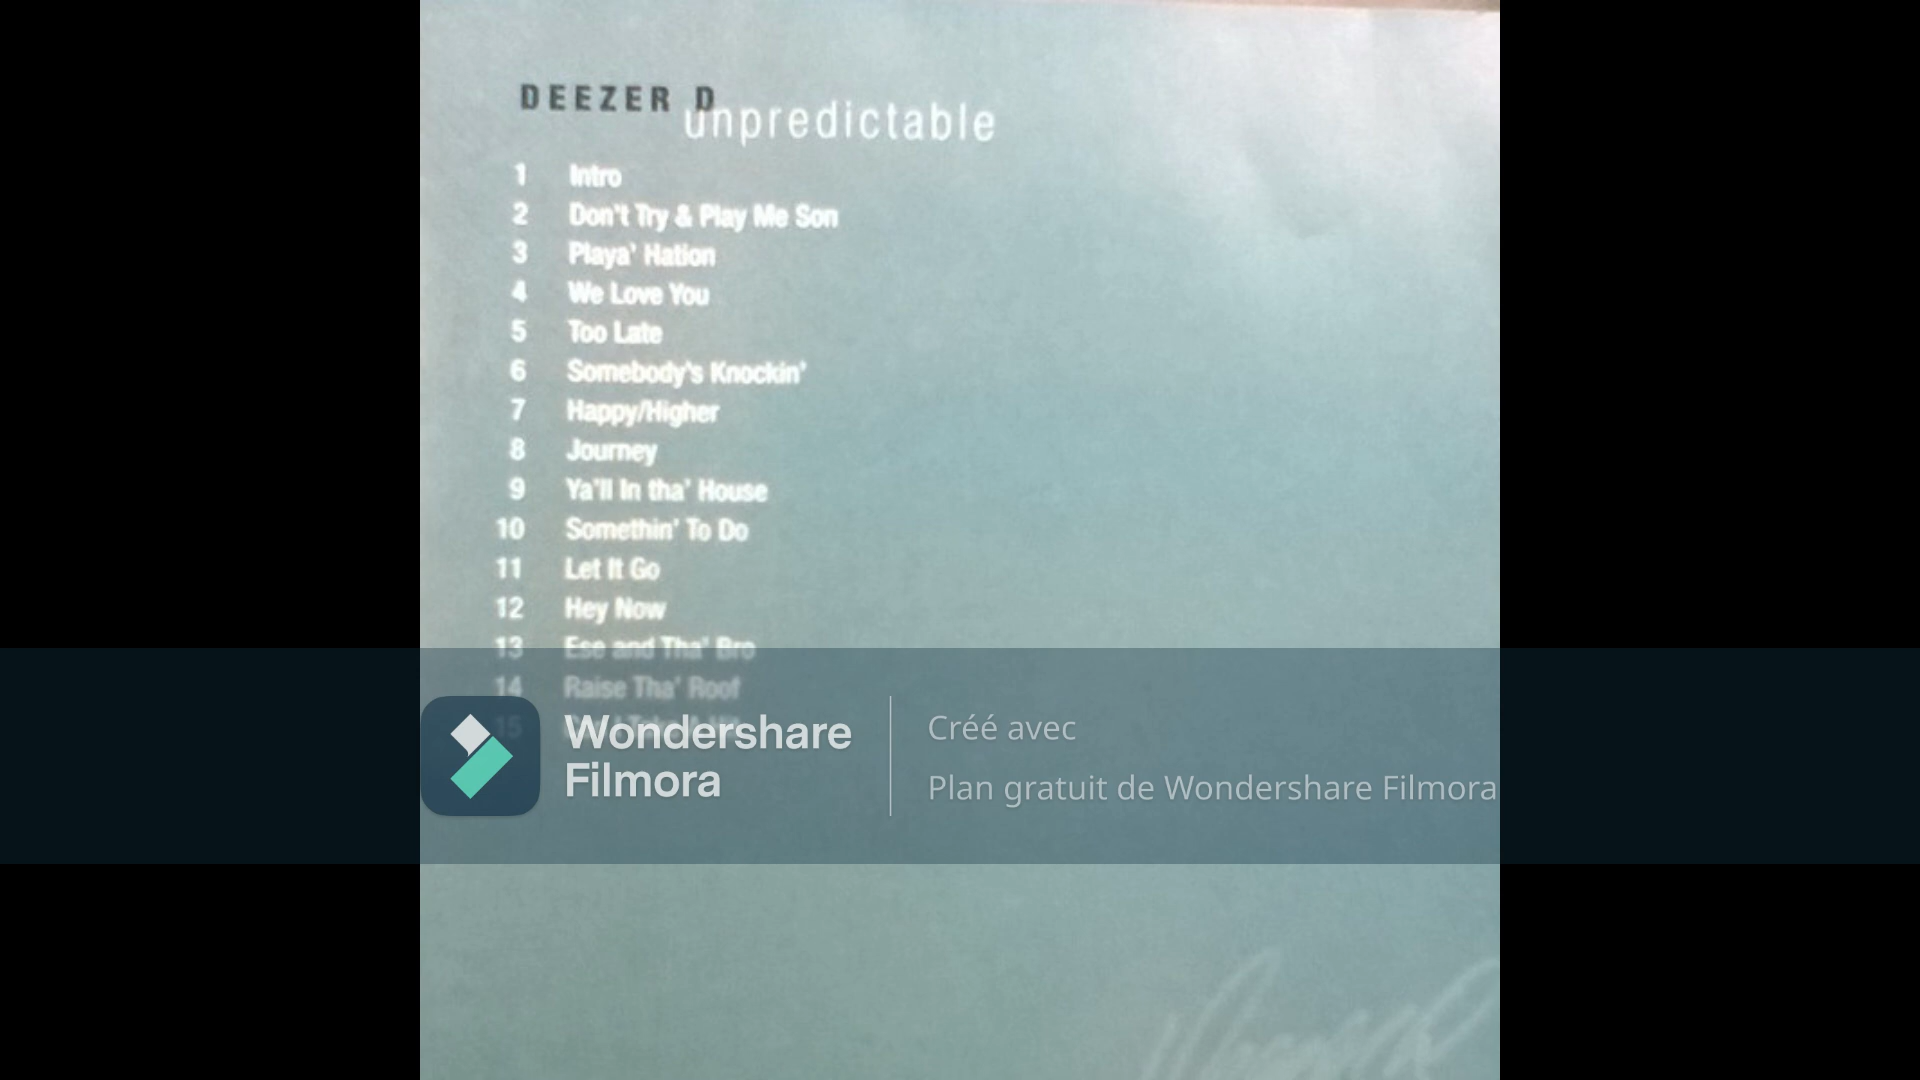 DEEZER D
unpredictable
1 Intro
2 Don't Try & Play Me Son
3 Playa' Hation
4 We Love You
5 Too Late
6 Somebody's Knockin'
7 Happy/Higher
8 Journey
9 Ya'll In tha' House
10 Somethin' To Do
11 Let It Go
12 Hey Now
13 Ese and Tha' Bro
14 Raise Tha' Roof
15
Wondershare
Filmora
Créé avec
Plan gratuit de Wondershare Filmora